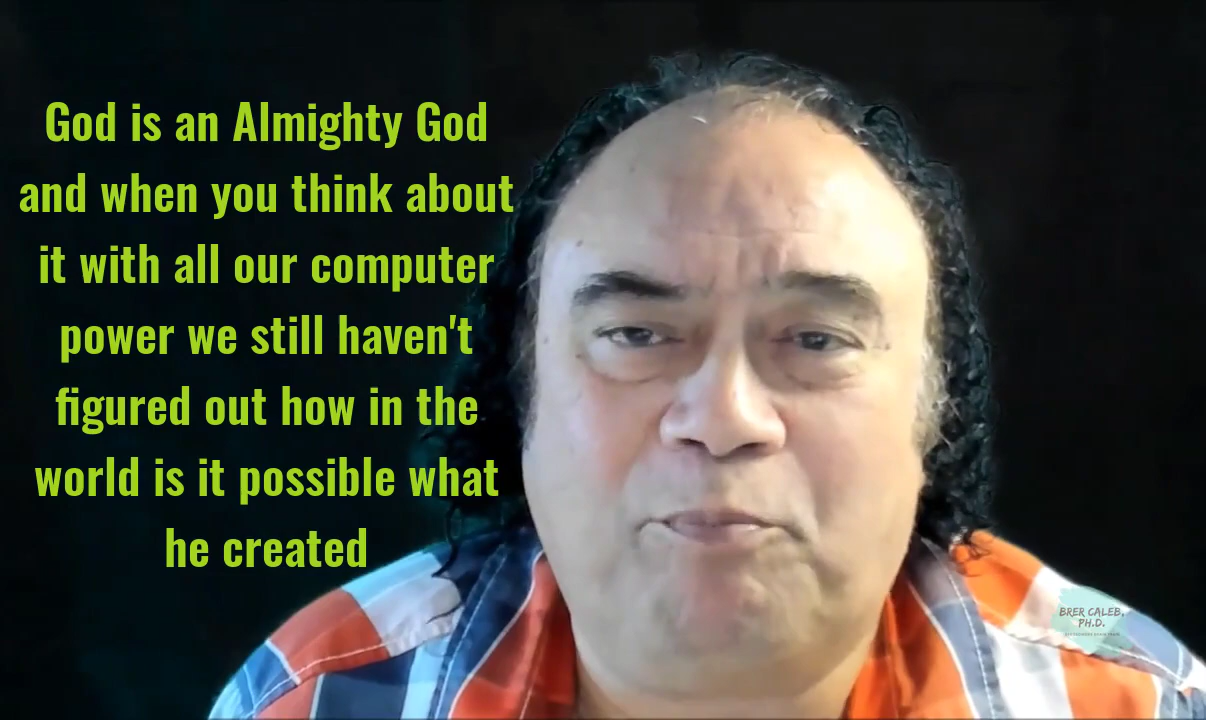 God is an Almighty God
and when you think about
it with all our computer
power we still haven't
figured out how in the
world is it possible what
he created
BRER CALEB,
PH.D.